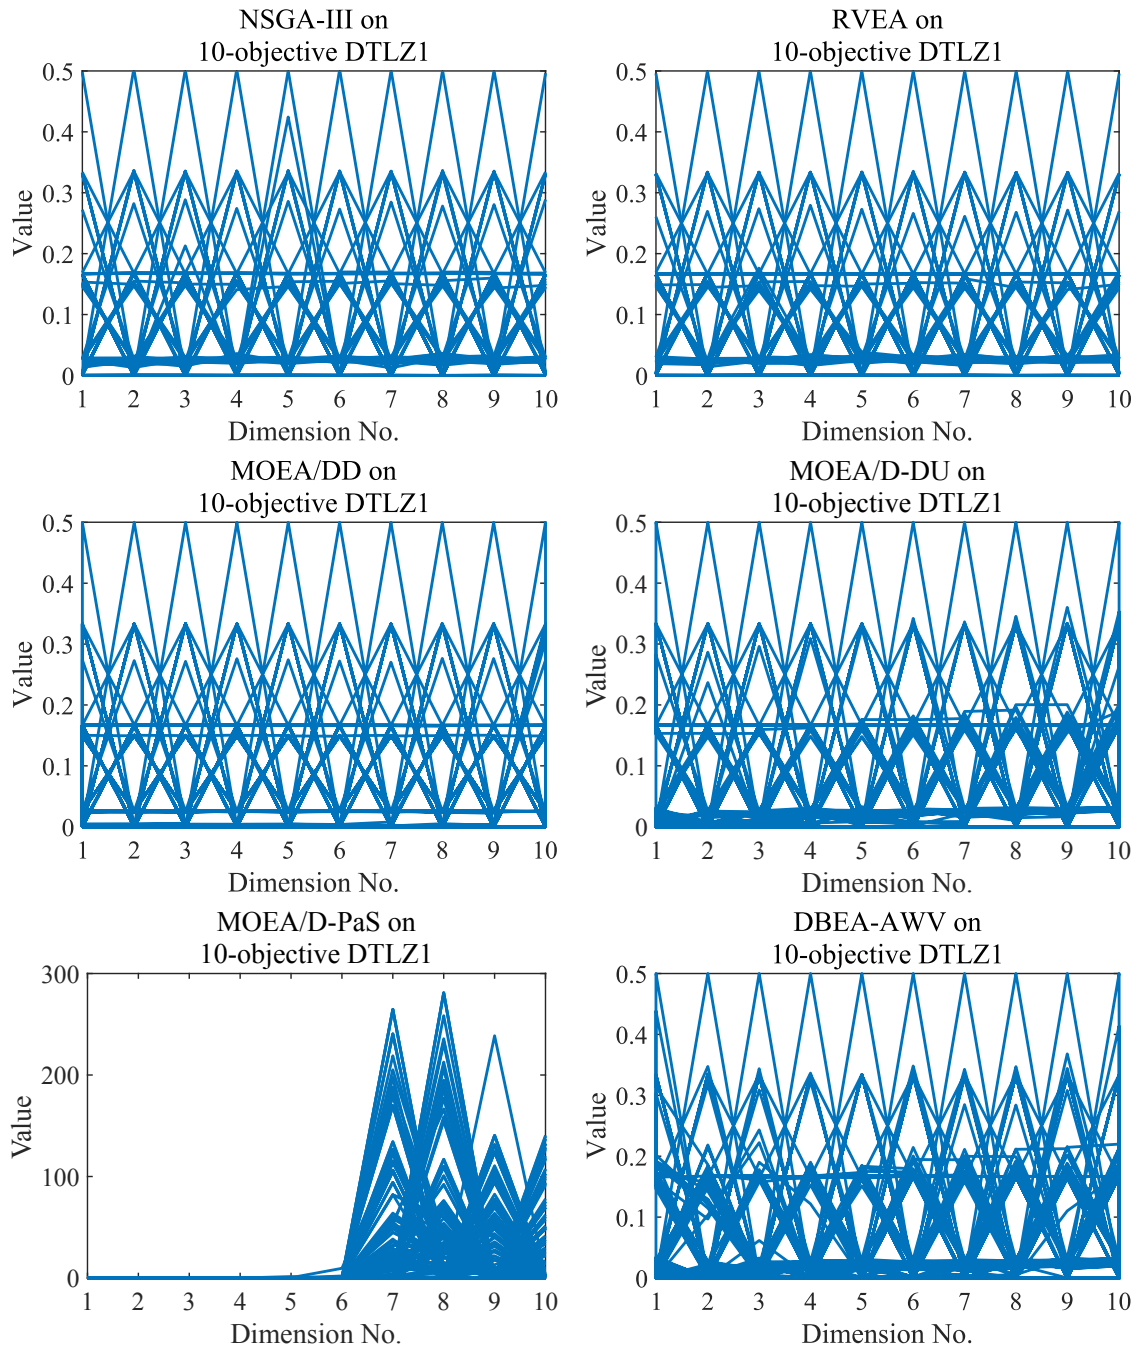 NSGA-III on
10-objective DTLZ1
0.5
0.4
0.3
0.2
0.1
0
Value
1 2 3 4 5 6 7 8 9 10
Dimension No.
RVEA on
10-objective DTLZ1
0.5
0.4
0.3
0.2
0.1
0
Value
1 2 3 4 5 6 7 8 9 10
Dimension No.
MOEA/DD on
10-objective DTLZ1
0.5
0.4
0.3
0.2
0.1
0
Value
1 2 3 4 5 6 7 8 9 10
Dimension No.
MOEA/D-DU on
10-objective DTLZ1
0.5
0.4
0.3
0.2
0.1
0
Value
1 2 3 4 5 6 7 8 9 10
Dimension No.
MOEA/D-PaS on
10-objective DTLZ1
300
200
100
0
Value
1 2 3 4 5 6 7 8 9 10
Dimension No.
DBEA-AWV on
10-objective DTLZ1
0.5
0.4
0.3
0.2
0.1
0
Value
1 2 3 4 5 6 7 8 9 10
Dimension No.